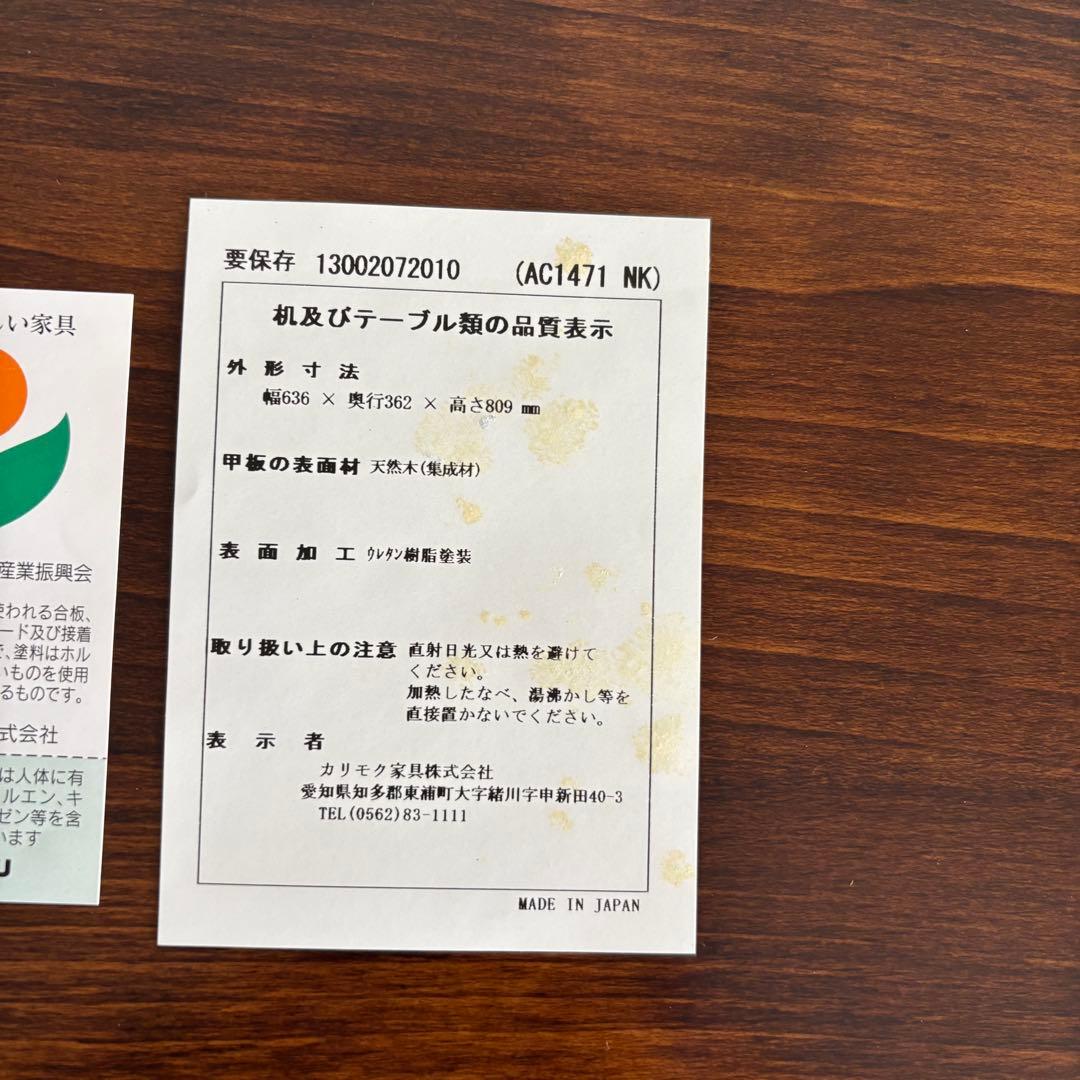 しい家具
産業振興会
使われる合板、
ード及び接着
で、塗料はホル
いものを使用
るものです。
式会社
は人体に有
ルエン、キ
ゼン等を含
います
要保存 13002072010 (AC1471 NK)
机及びテーブル類の品質表示
外形寸法
幅636 × 奥行362 × 高さ809 mm
甲板の表面材 天然木(集成材)
表面加工 ｳﾚﾀﾝ樹脂塗装
取り扱い上の注意 直射日光又は熱を避けて
ください。
加熱したなべ、湯沸かし等を
直接置かないでください。
表示者
カリモク家具株式会社
愛知県知多郡東浦町大字緒川字申新田40-3
TEL(0562)83-1111
MADE IN JAPAN